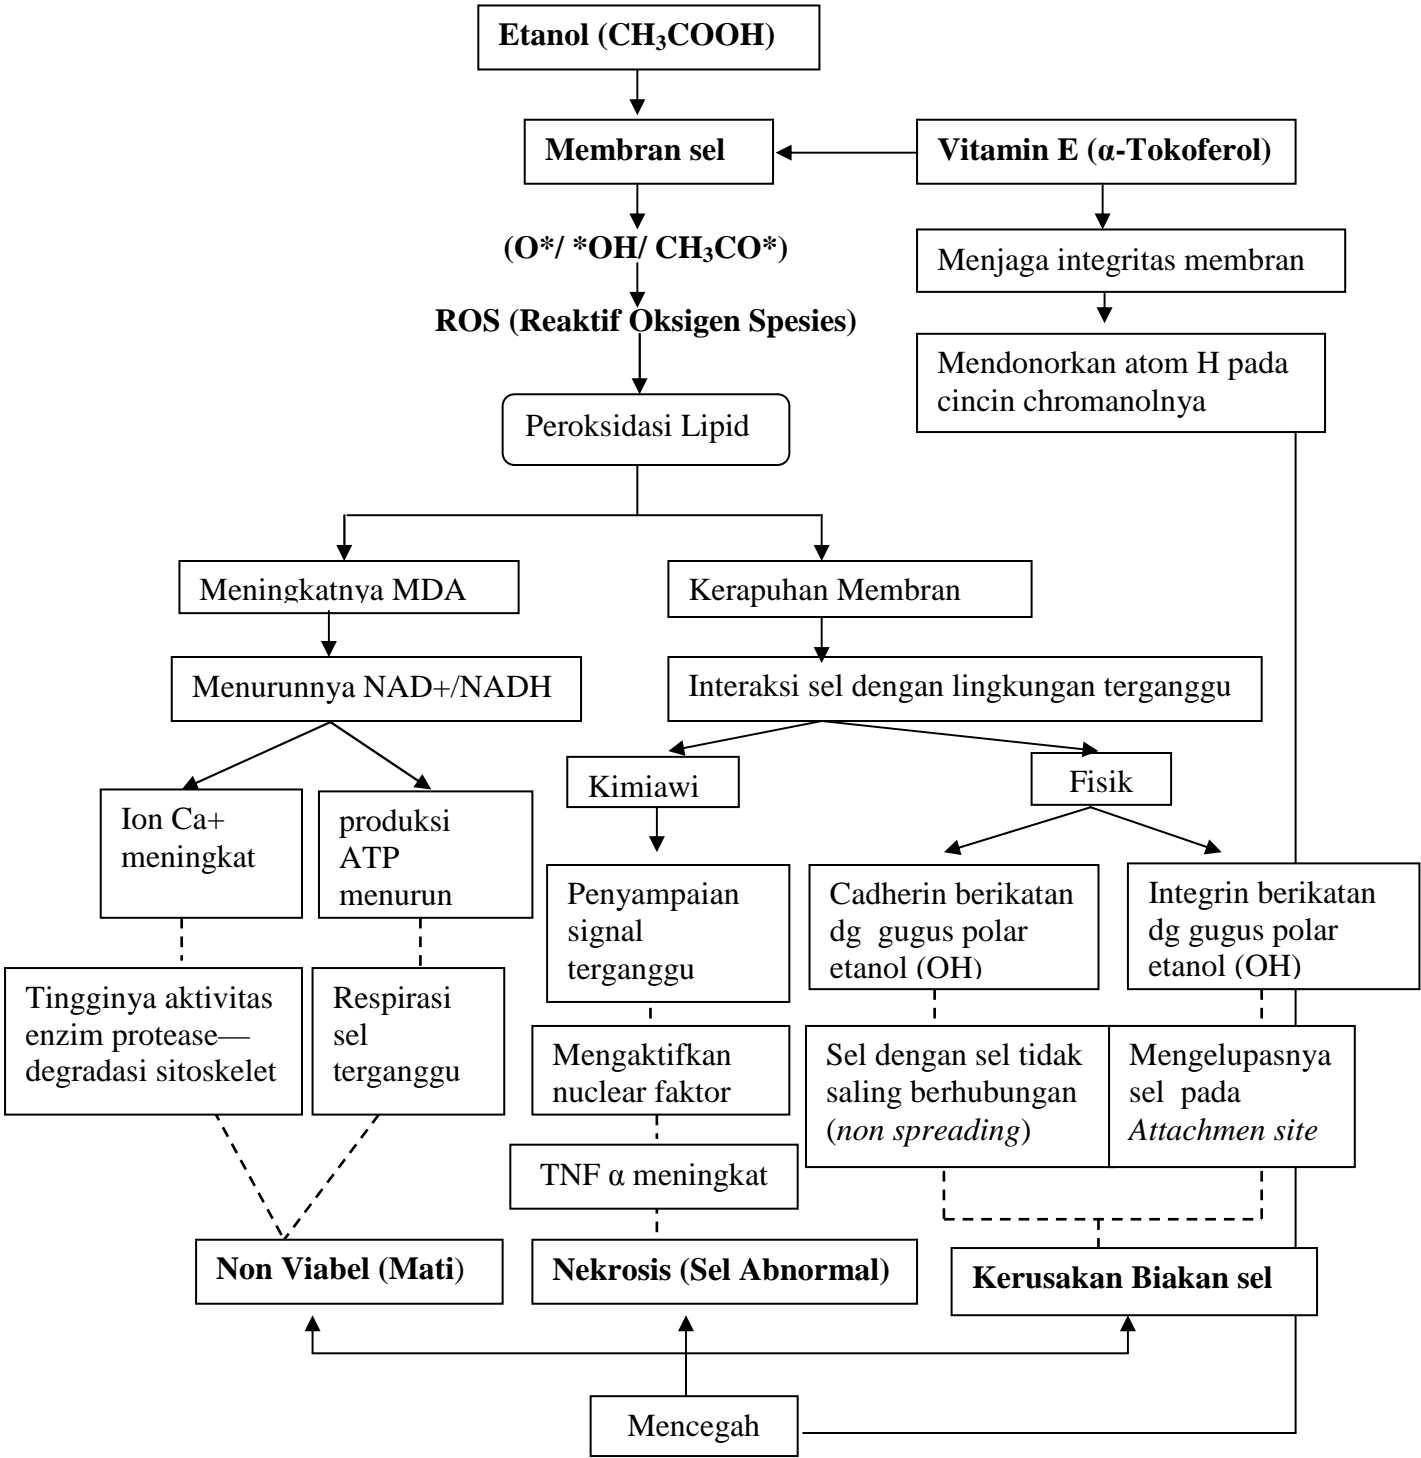 Etanol (CH₃COOH)
Membran sel
Vitamin E (α-Tokoferol)
(O*/ *OH/ CH₃CO*)
Menjaga integritas membran
ROS (Reaktif Oksigen Spesies)
Mendonorkan atom H pada
cincin chromanolnya
Peroksidasi Lipid
Meningkatnya MDA
Kerapuhan Membran
Menurunnya NAD+/NADH
Interaksi sel dengan lingkungan terganggu
Kimiawi
Fisik
Ion Ca+
meningkat
produksi
ATP
menurun
Penyampaian
signal
terganggu
Cadherin berikatan
dg gugus polar
etanol (OH)
Integrin berikatan
dg gugus polar
etanol (OH)
Tingginya aktivitas
enzim protease—
degradasi sitoskelet
Respirasi
sel
terganggu
Mengaktifkan
nuclear faktor
Sel dengan sel tidak
saling berhubungan
(non spreading)
Mengelupasnya
sel pada
Attachmen site
TNF α meningkat
Non Viabel (Mati)
Nekrosis (Sel Abnormal)
Kerusakan Biakan sel
Mencegah